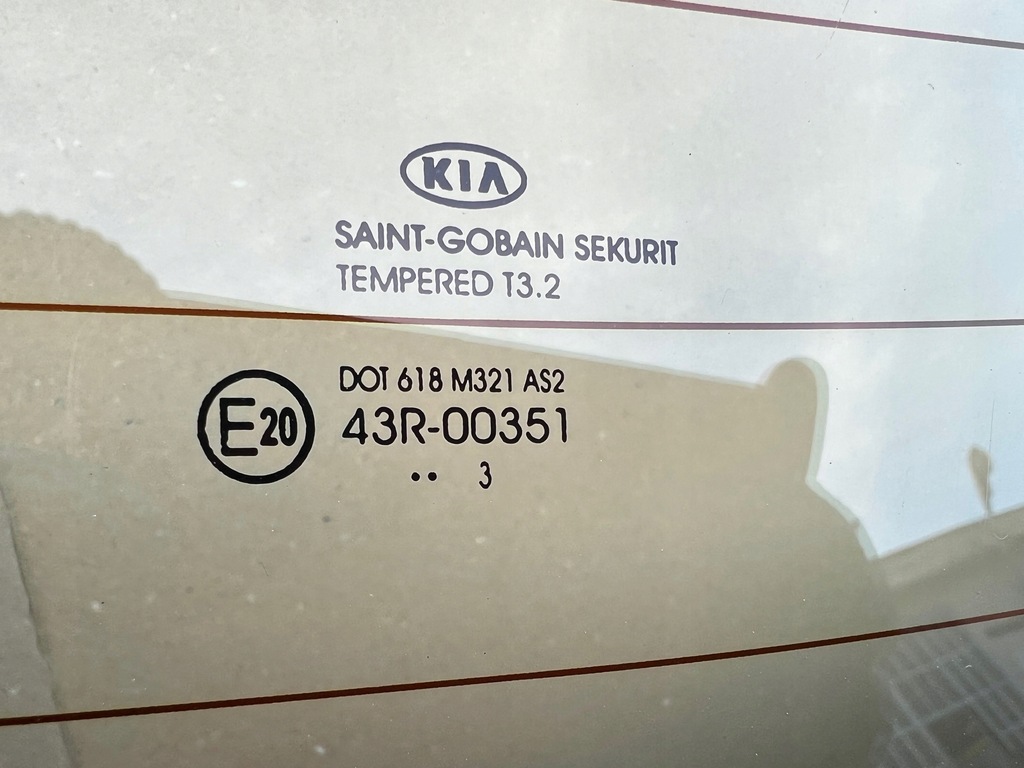 KIA
SAINT-GOBAIN SEKURIT
TEMPERED T3.2
DOT 618 M321 AS2
E20 43R-00351
•• 3